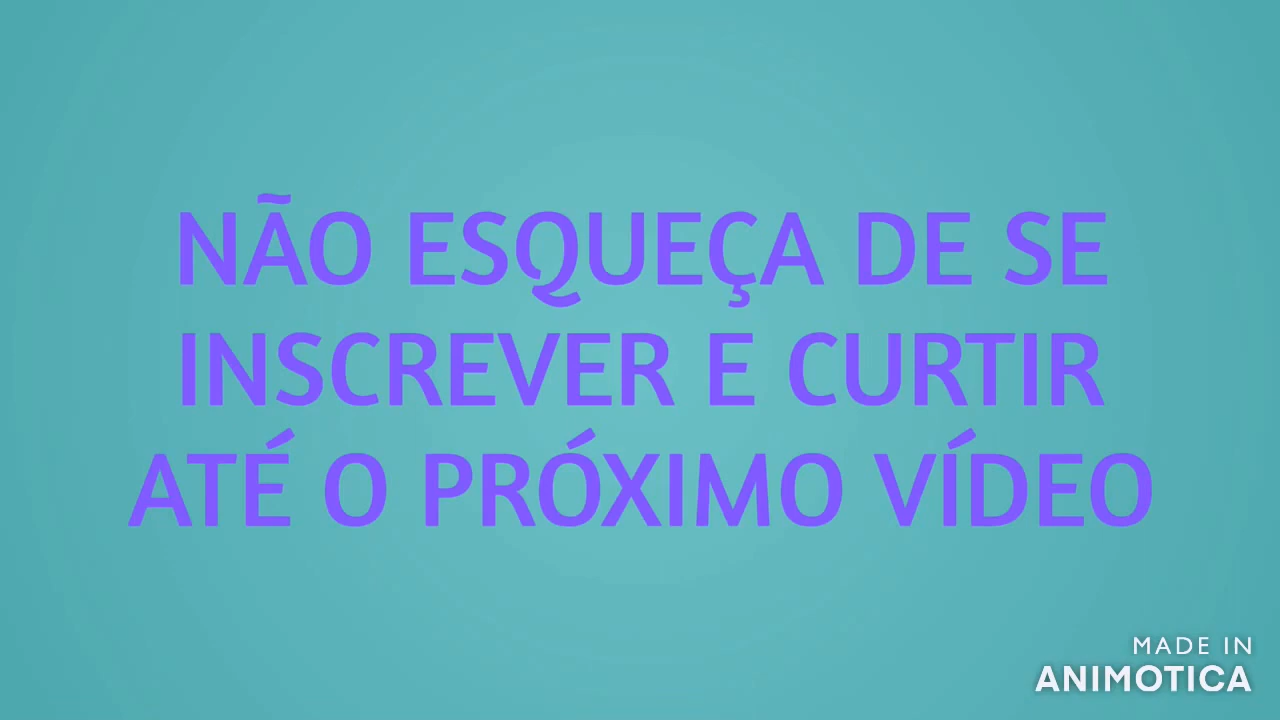 NÃO ESQUEÇA DE SE
INSCREVER E CURTIR
ATÉ O PRÓXIMO VÍDEO
MADE IN
ANIMOTICA